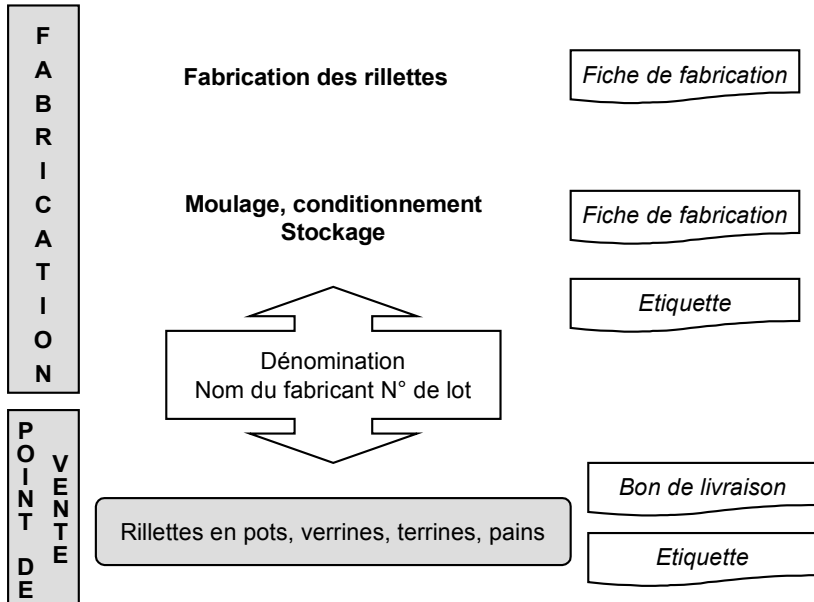 FABRICATION
Fabrication des rillettes
Fiche de fabrication
Moulage, conditionnement
Stockage
Fiche de fabrication
Etiquette
Dénomination
Nom du fabricant N° de lot
POINT DE
VENTE
Bon de livraison
Rillettes en pots, verrines, terrines, pains
Etiquette